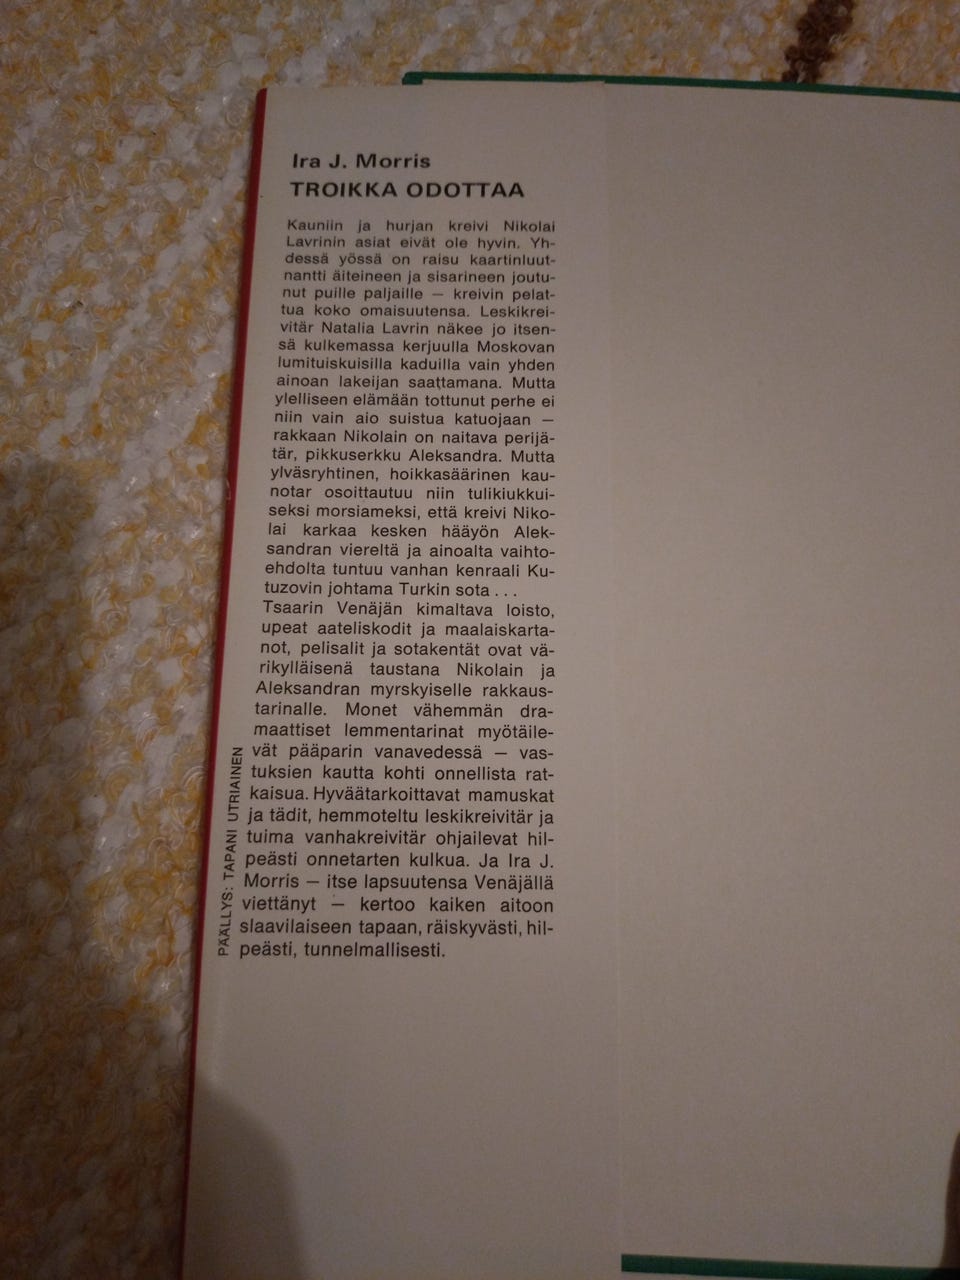 Ira J. Morris
TROIKKA ODOTTAA
Kauniin ja hurjan kreivi Nikolai
Lavrinin asiat eivät ole hyvin. Yh-
dessä yössä on raisu kaartinluut-
nantti äiteineen ja sisarineen joutu-
nut puille paljaille — kreivin pelat-
tua koko omaisuutensa. Leskikrei-
vitär Natalia Lavrin näkee jo itsen-
sä kulkemassa kerjuulla Moskovan
lumituiskuisilla kaduilla vain yhden
ainoan lakeijan saattamana. Mutta
ylelliseen elämään tottunut perhe ei
niin vain aio suistua katuojaan —
rakkaan Nikolain on naitava perijä-
tär, pikkuserkku Aleksandra. Mutta
ylväsryhtinen, hoikkasäärinen kau-
notar osoittautuu niin tulikiukkui-
seksi morsiameksi, että kreivi Niko-
lai karkaa kesken hääyön Alek-
sandran viereltä ja ainoalta vaihto-
ehdolta tuntuu vanhan kenraali Ku-
tuzovin johtama Turkin sota...
Tsaarin Venäjän kimaltava loisto,
upeat aateliskodit ja maalaiskarta-
not, pelisalit ja sotakentät ovat vä-
rikylläisenä taustana Nikolain ja
Aleksandran myrskyiselle rakkaus-
tarinalle. Monet vähemmän dra-
maattiset lemmentarinat myötäile-
vät pääparin vanavedessä — vas-
tuksien kautta kohti onnellista rat-
kaisua. Hyväätarkoittavat mamuskat
ja tädit, hemmoteltu leskikreivitär ja
tuima vanhakreivitär ohjailevat hil-
peästi onnetarten kulkua. Ja Ira J.
Morris — itse lapsuutensa Venäjällä
viettänyt — kertoo kaiken aitoon
slaavilaiseen tapaan, räiskyvästi, hil-
peästi, tunnelmallisesti.
PÄÄLLYS: TAPANI UTRIAINEN